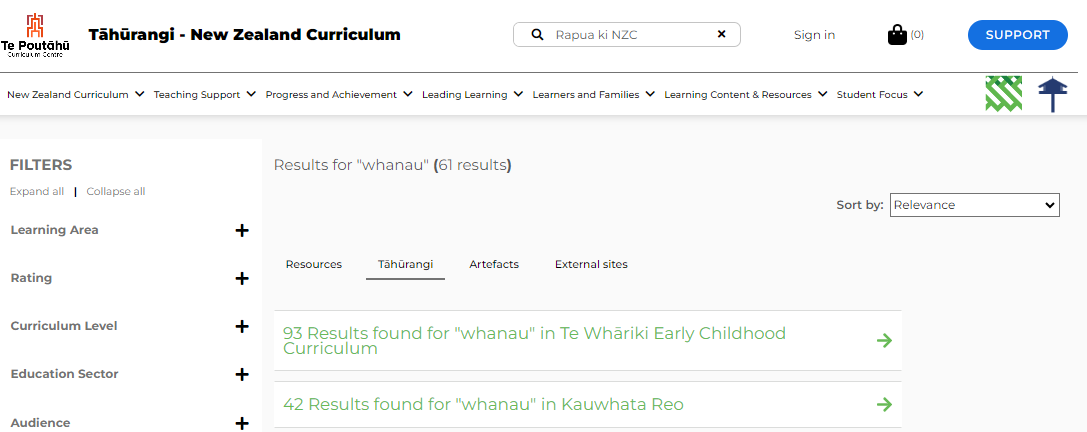 Te Poutāhū
Curriculum Centre
Tāhūrangi - New Zealand Curriculum
Rapua ki NZC
Sign in
(0)
SUPPORT
New Zealand Curriculum
Teaching Support
Progress and Achievement
Leading Learning
Learners and Families
Learning Content & Resources
Student Focus
FILTERS
Expand all | Collapse all
Learning Area
Rating
Curriculum Level
Education Sector
Audience
Results for "whanau" (61 results)
Sort by: Relevance
Resources
Tāhūrangi
Artefacts
External sites
93 Results found for "whanau" in Te Whāriki Early Childhood
Curriculum
42 Results found for "whanau" in Kauwhata Reo